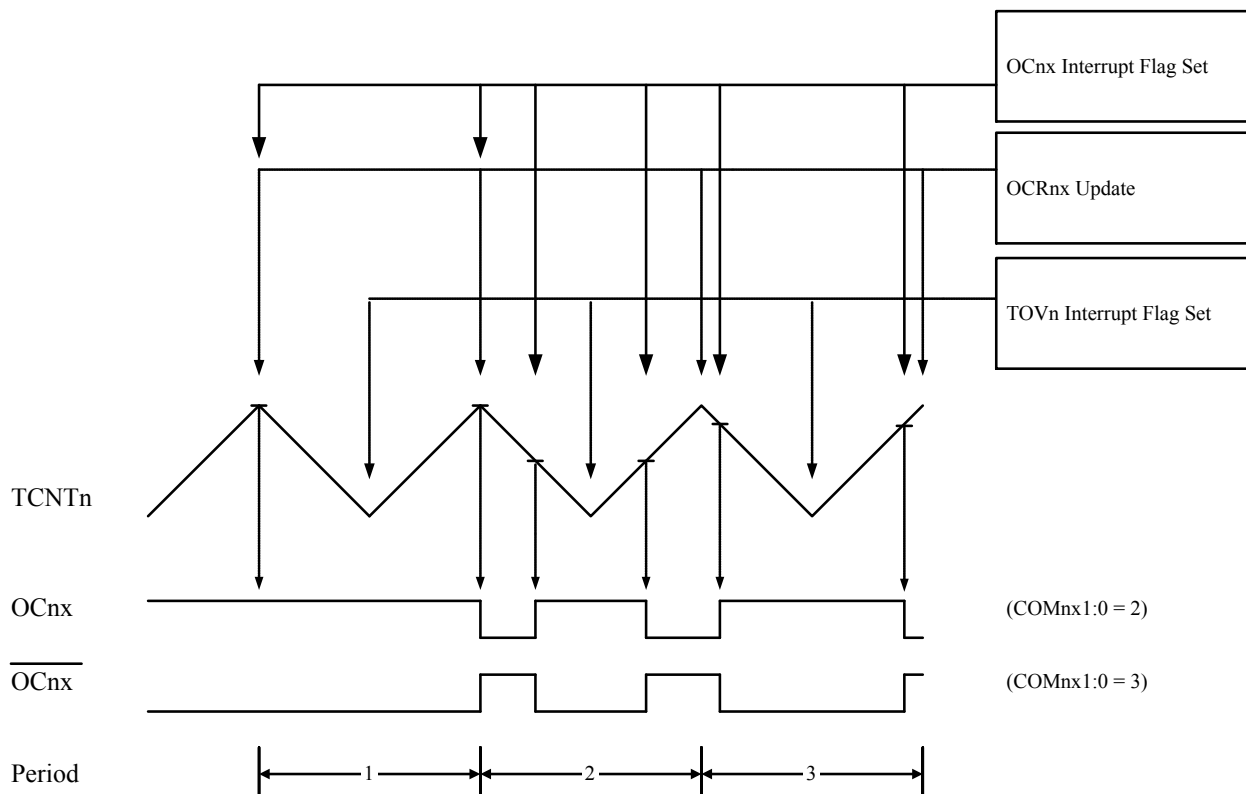 OCnx Interrupt Flag Set
OCRnx Update
TOVn Interrupt Flag Set
TCNTn
OCnx
(COMnx1:0 = 2)
OCnx
(COMnx1:0 = 3)
Period
1
2
3